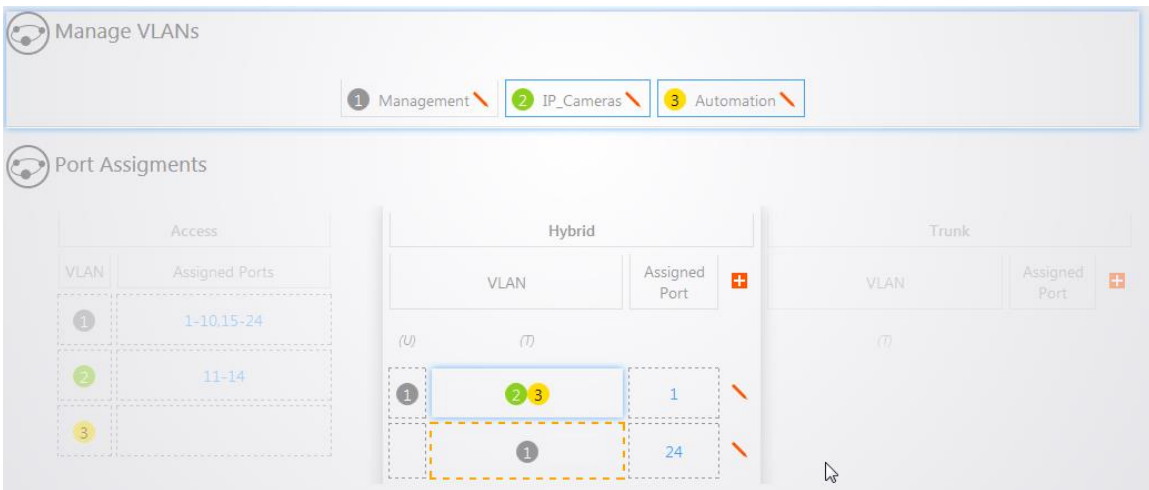 Manage VLANs
1 Management 2 IP_Cameras 3 Automation
Port Assigments
Access Hybrid Trunk
VLAN Assigned Ports VLAN Assigned Port VLAN Assigned Port
(U) (T) (T)
1 1-10,15-24
2 11-14
3
1 2 3 1
1 24